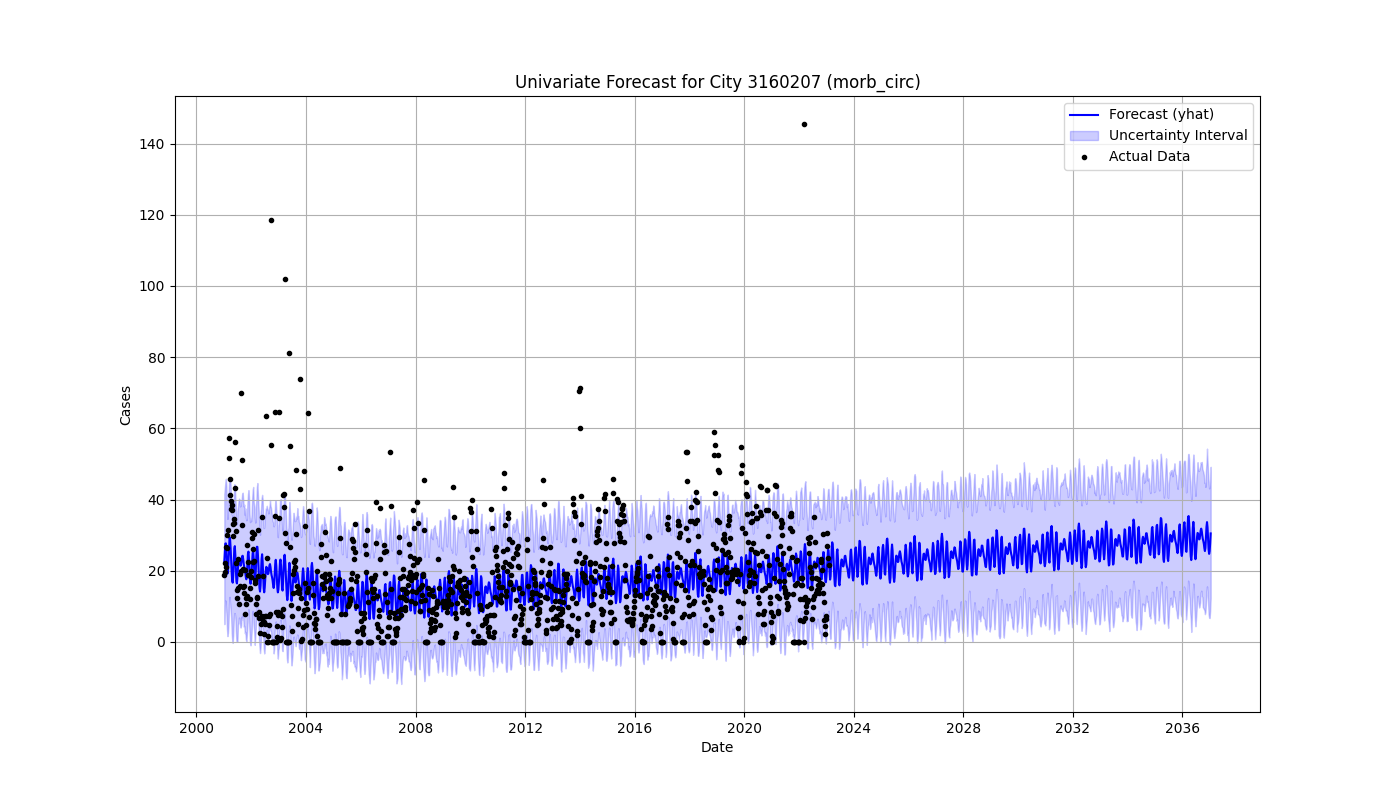 Univariate Forecast for City 3160207 (morb_circ)
Forecast (yhat)
Uncertainty Interval
Actual Data
140
120
100
80
60
40
20
0
Cases
2000 2004 2008 2012 2016 2020 2024 2028 2032 2036
Date